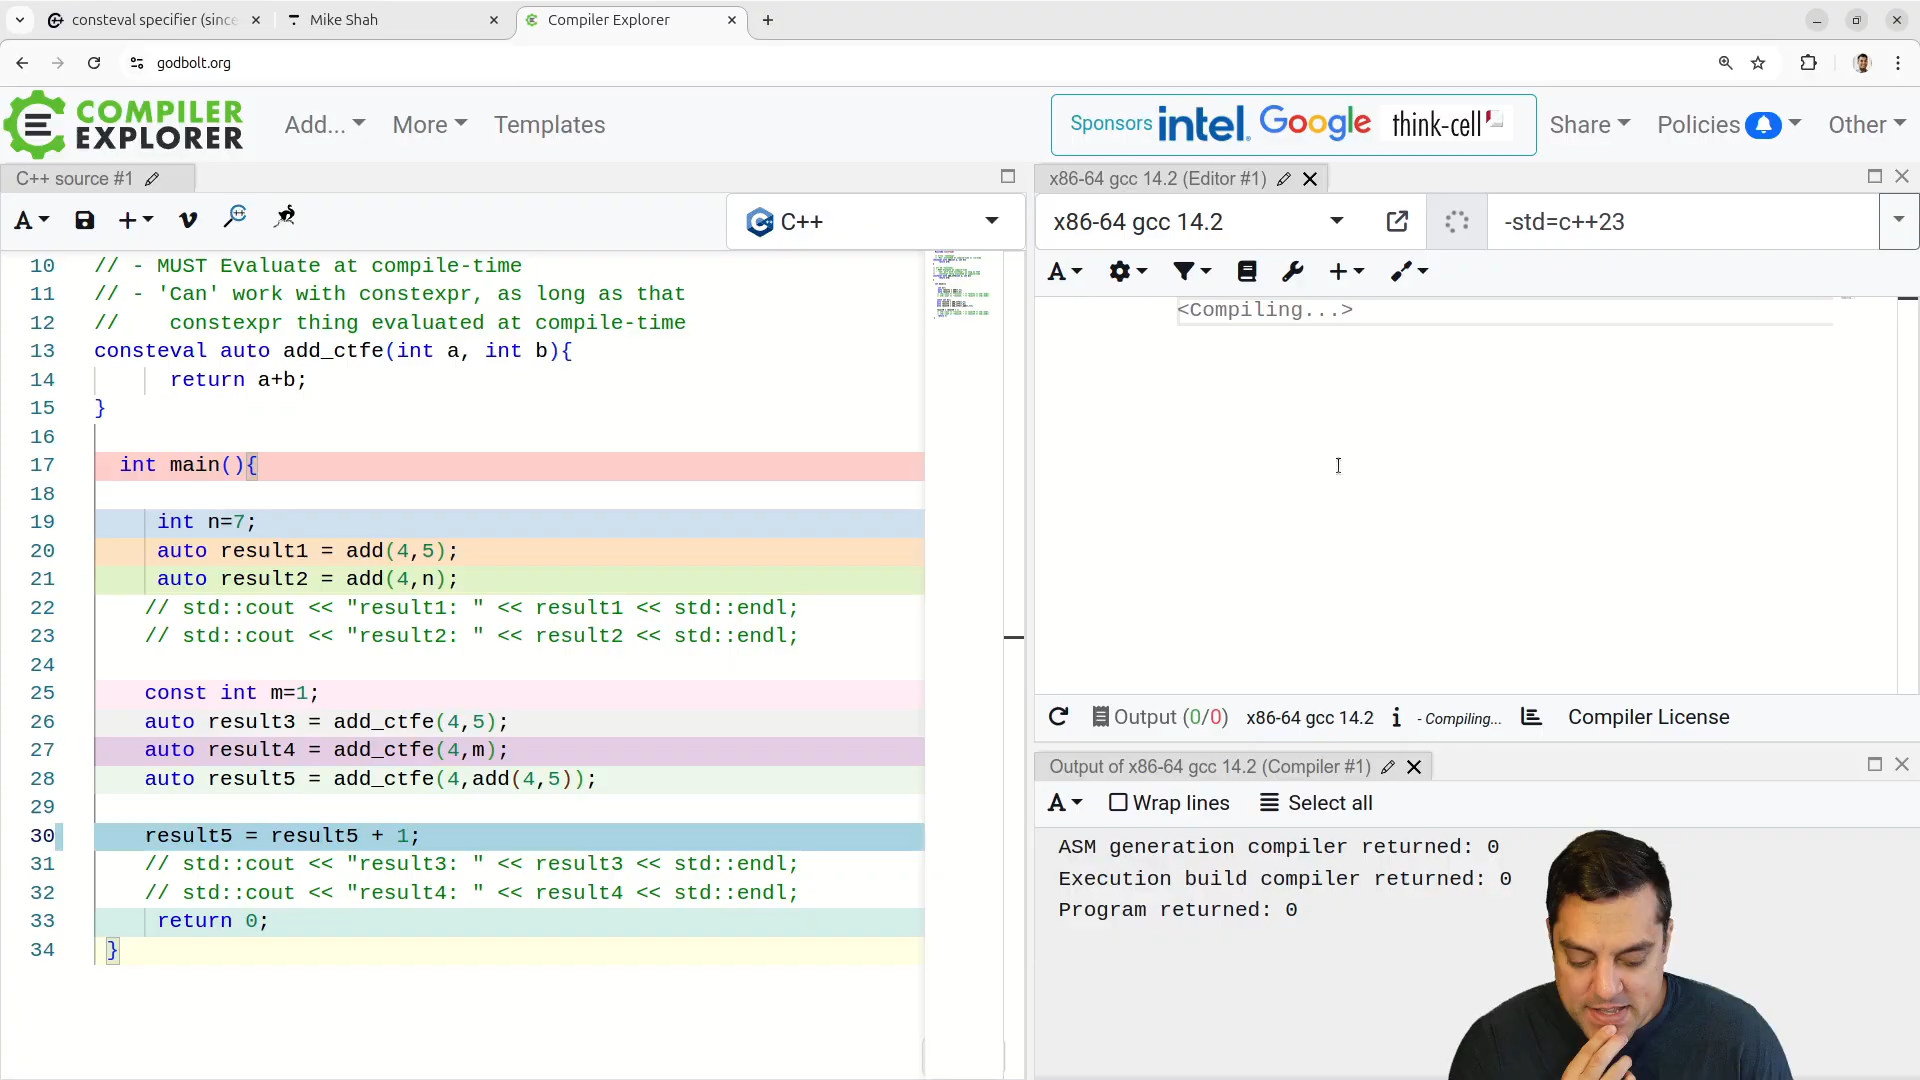 consteval specifier (since
Mike Shah
Compiler Explorer
godbolt.org
COMPILER
EXPLORER
Add...
More
Templates
Sponsors intel. Google think-cell
Share
Policies
Other
C++ source #1
A
C++
10 // - MUST Evaluate at compile-time
11 // - 'Can' work with constexpr, as long as that
12 //    constexpr thing evaluated at compile-time
13 consteval auto add_ctfe(int a, int b){
14 return a+b;
15 }
16
17 int main(){
18
19 int n=7;
20 auto result1 = add(4,5);
21 auto result2 = add(4,n);
22 // std::cout << "result1: " << result1 << std::endl;
23 // std::cout << "result2: " << result2 << std::endl;
24
25 const int m=1;
26 auto result3 = add_ctfe(4,5);
27 auto result4 = add_ctfe(4,m);
28 auto result5 = add_ctfe(4,add(4,5));
29
30 result5 = result5 + 1;
31 // std::cout << "result3: " << result3 << std::endl;
32 // std::cout << "result4: " << result4 << std::endl;
33 return 0;
34 }
x86-64 gcc 14.2 (Editor #1)
x86-64 gcc 14.2
-std=c++23
A
<Compiling...>
Output (0/0) x86-64 gcc 14.2 i - Compiling... Compiler License
Output of x86-64 gcc 14.2 (Compiler #1)
A Wrap lines Select all
ASM generation compiler returned: 0
Execution build compiler returned: 0
Program returned: 0